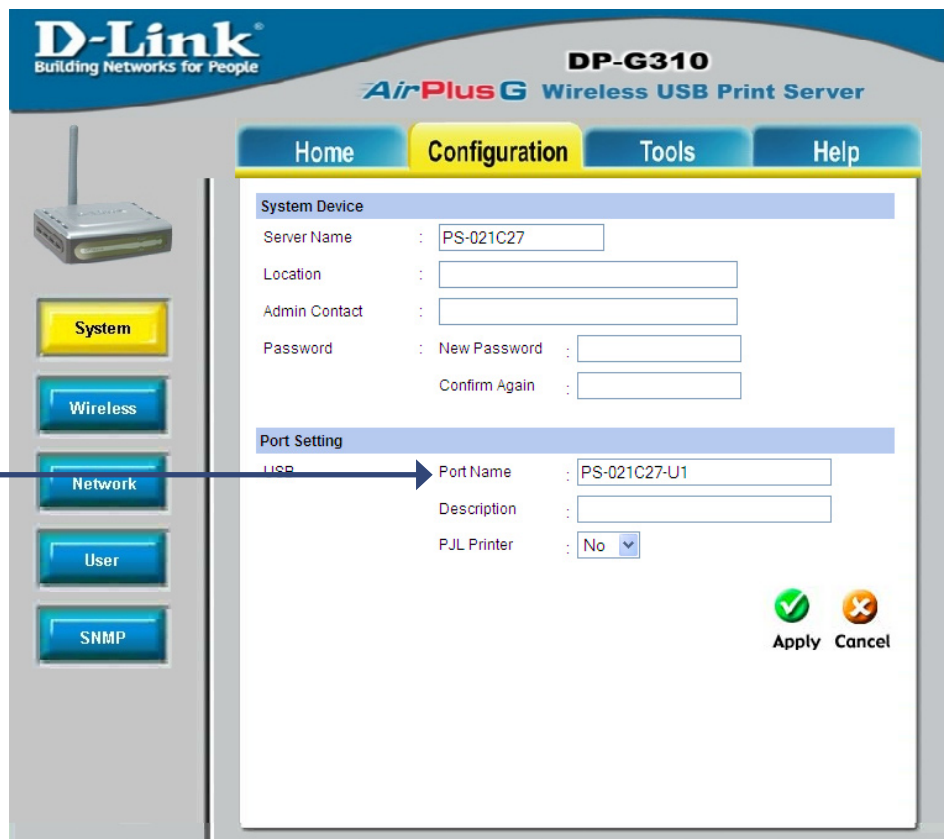 D-Link
Building Networks for People
DP-G310
AirPlus G Wireless USB Print Server
Home Configuration Tools Help
System
Wireless
Network
User
SNMP
System Device
Server Name : PS-021C27
Location :
Admin Contact :
Password : New Password :
Confirm Again :
Port Setting
USB Port Name : PS-021C27-U1
Description :
PJL Printer : No
Apply Cancel